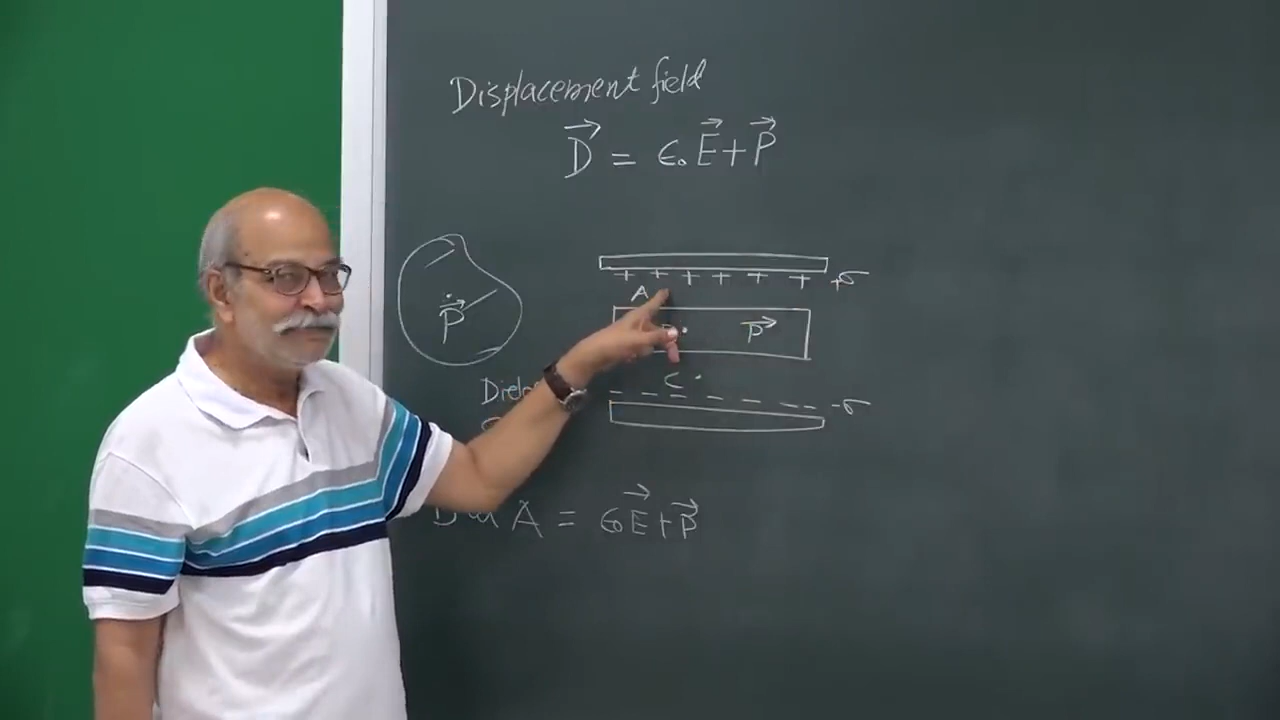 Displacement field
D⃗ = ϵ₀E⃗+P⃗
P⃗
+ + + + + +
+σ
A
P⃗
C
- - - - - -
-σ
A = ϵ₀E⃗+P⃗